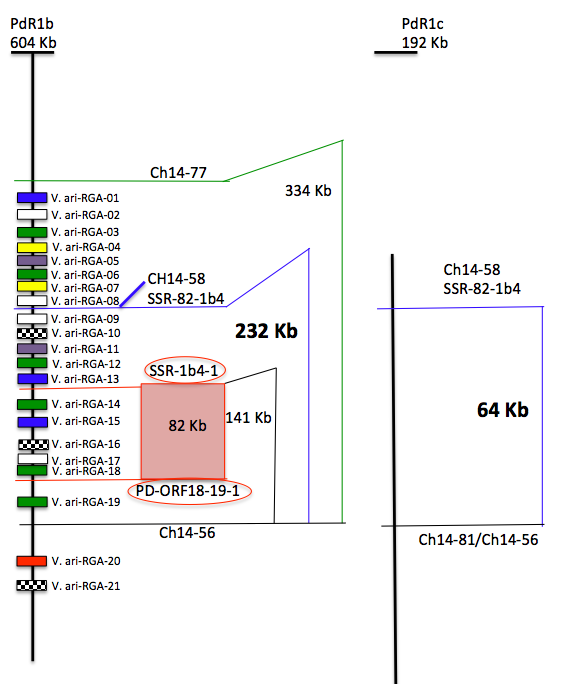 PdR1b
604 Kb
PdR1c
192 Kb
Ch14-77
334 Kb
V. ari-RGA-01
V. ari-RGA-02
V. ari-RGA-03
V. ari-RGA-04
V. ari-RGA-05
V. ari-RGA-06
V. ari-RGA-07
V. ari-RGA-08
CH14-58
SSR-82-1b4
Ch14-58
SSR-82-1b4
V. ari-RGA-09
V. ari-RGA-10
V. ari-RGA-11
V. ari-RGA-12
V. ari-RGA-13
232 Kb
SSR-1b4-1
V. ari-RGA-14
V. ari-RGA-15
V. ari-RGA-16
V. ari-RGA-17
V. ari-RGA-18
82 Kb
141 Kb
64 Kb
PD-ORF18-19-1
V. ari-RGA-19
Ch14-56
Ch14-81/Ch14-56
V. ari-RGA-20
V. ari-RGA-21